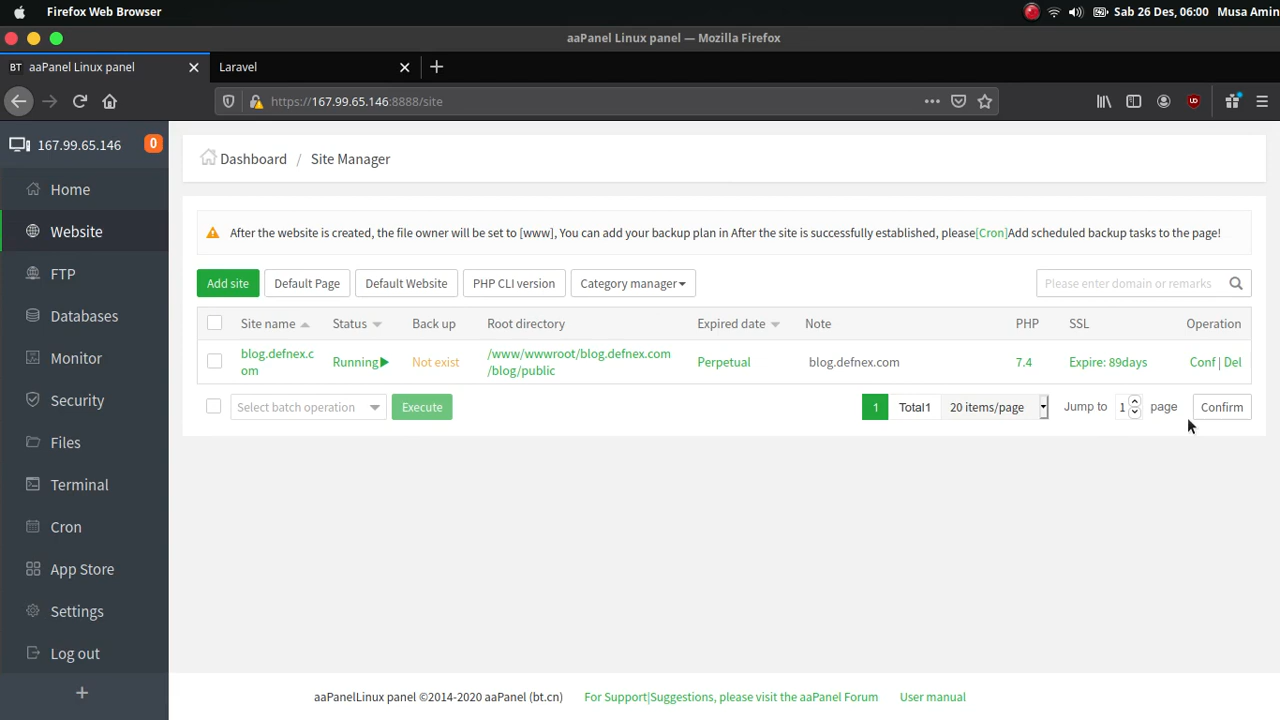 Firefox Web Browser
Sab 26 Des, 06:00 Musa Amin
aaPanel Linux panel — Mozilla Firefox
BT aaPanel Linux panel
Laravel
https://167.99.65.146:8888/site
167.99.65.146
0
Dashboard / Site Manager
Home
Website
FTP
Databases
Monitor
Security
Files
Terminal
Cron
App Store
Settings
Log out
After the website is created, the file owner will be set to [www], You can add your backup plan in After the site is successfully established, please[Cron]Add scheduled backup tasks to the page!
Add site
Default Page
Default Website
PHP CLI version
Category manager
Please enter domain or remarks
Site name Status Back up Root directory Expired date Note PHP SSL Operation
blog.defnex.c
om
Running
Not exist
/www/wwwroot/blog.defnex.com
/blog/public
Perpetual
blog.defnex.com
7.4
Expire: 89days
Conf | Del
Select batch operation
Execute
1
Total1
20 items/page
Jump to 1 page
Confirm
aaPanelLinux panel ©2014-2020 aaPanel (bt.cn)
For Support|Suggestions, please visit the aaPanel Forum
User manual